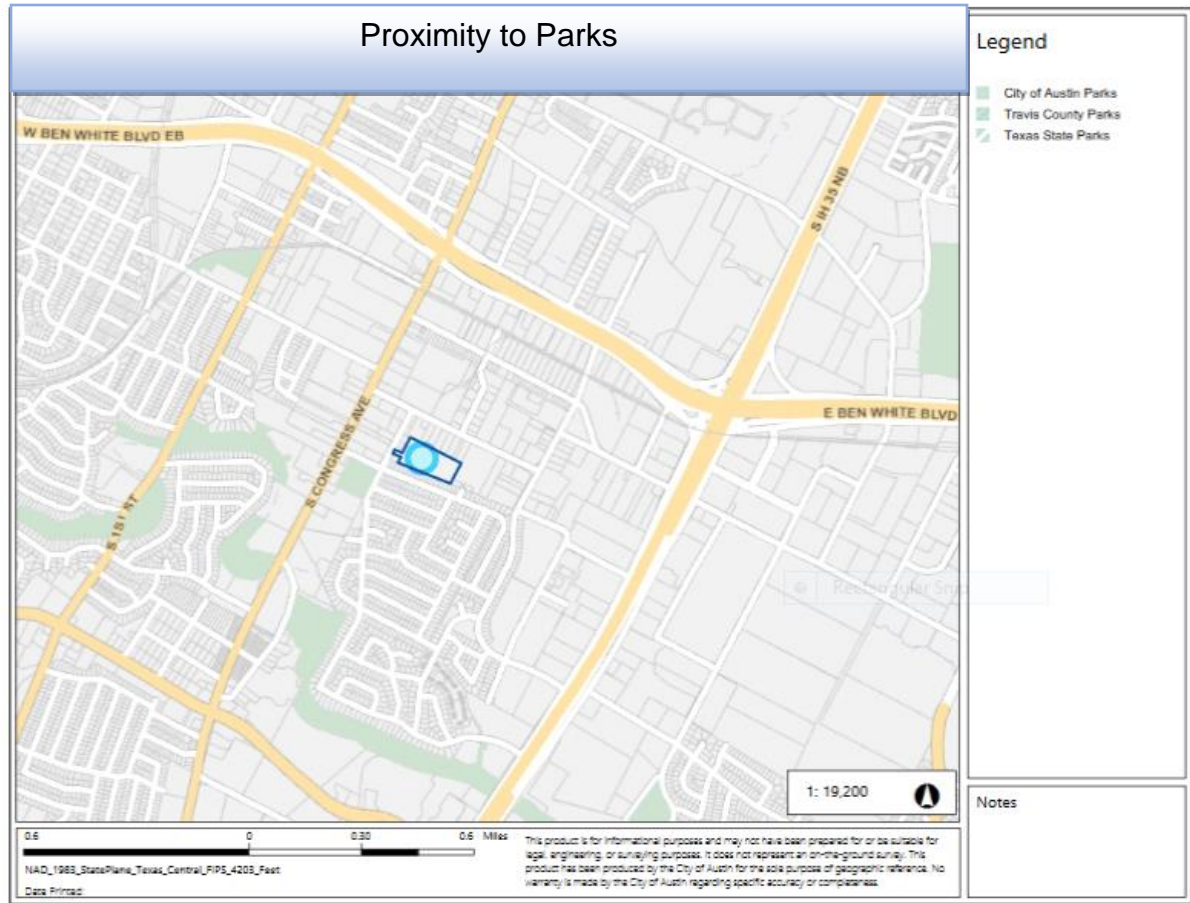 Proximity to Parks
Legend
City of Austin Parks
Travis County Parks
Texas State Parks
W BEN WHITE BLVD EB
S IH 35 NB
E BEN WHITE BLVD
S CONGRESS AVE
S 1ST ST
Rectangular Snip
1: 19,200
Notes
0.6 0 0.30 0.6 Miles
NAD_1983_StatePlane_Texas_Central_FIPS_4203_Feet
Date Printed:
This product is for informational purposes and may not have been prepared for or be suitable for
legal, engineering, or surveying purposes. It does not represent an on-the-ground survey. This
product has been produced by the City of Austin for the sole purpose of geographic reference. No
warranty is made by the City of Austin regarding specific accuracy or completeness.